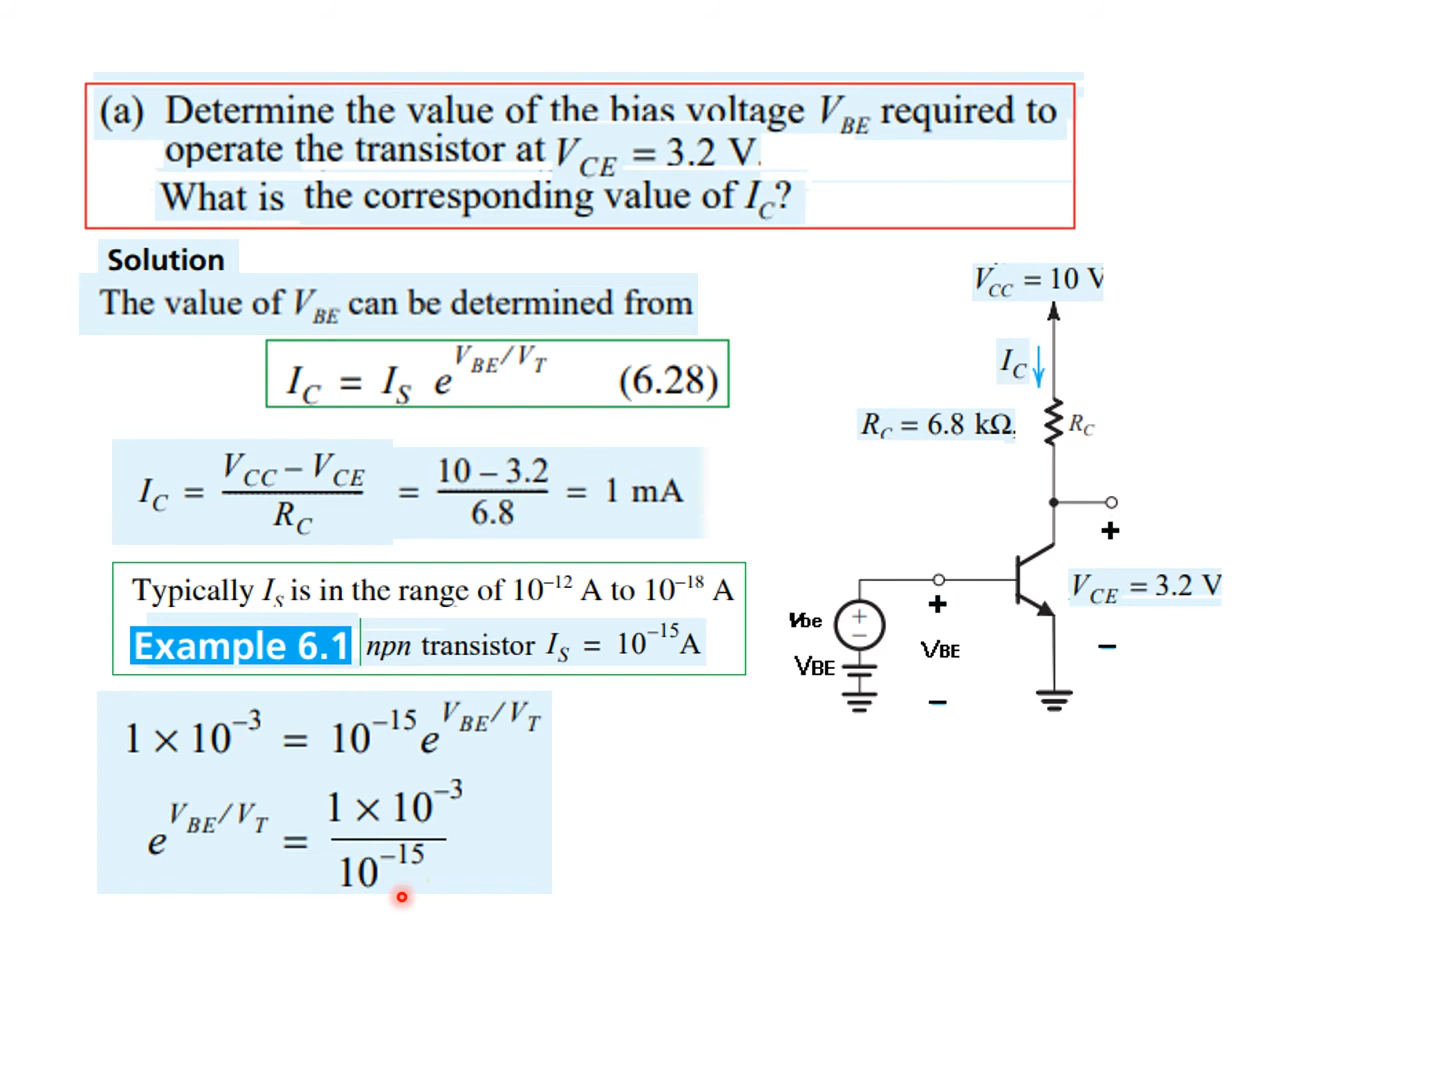 (a) Determine the value of the bias voltage V_BE required to
operate the transistor at V_CE = 3.2 V.
What is the corresponding value of I_C?
Solution
The value of V_BE can be determined from
I_C = I_S e^(V_BE/V_T) (6.28)
I_C = (V_CC − V_CE)/R_C = (10 − 3.2)/6.8 = 1 mA
Typically I_S is in the range of 10^−12 A to 10^−18 A
Example 6.1 npn transistor I_S = 10^−15 A
1 × 10^−3 = 10^−15 e^(V_BE/V_T)
e^(V_BE/V_T) = (1 × 10^−3)/10^−15
V_CC = 10 V
I_C
R_C = 6.8 kΩ,
R_C
+
V_CE = 3.2 V
−
Vbe
+
−
VBE
+
VBE
−